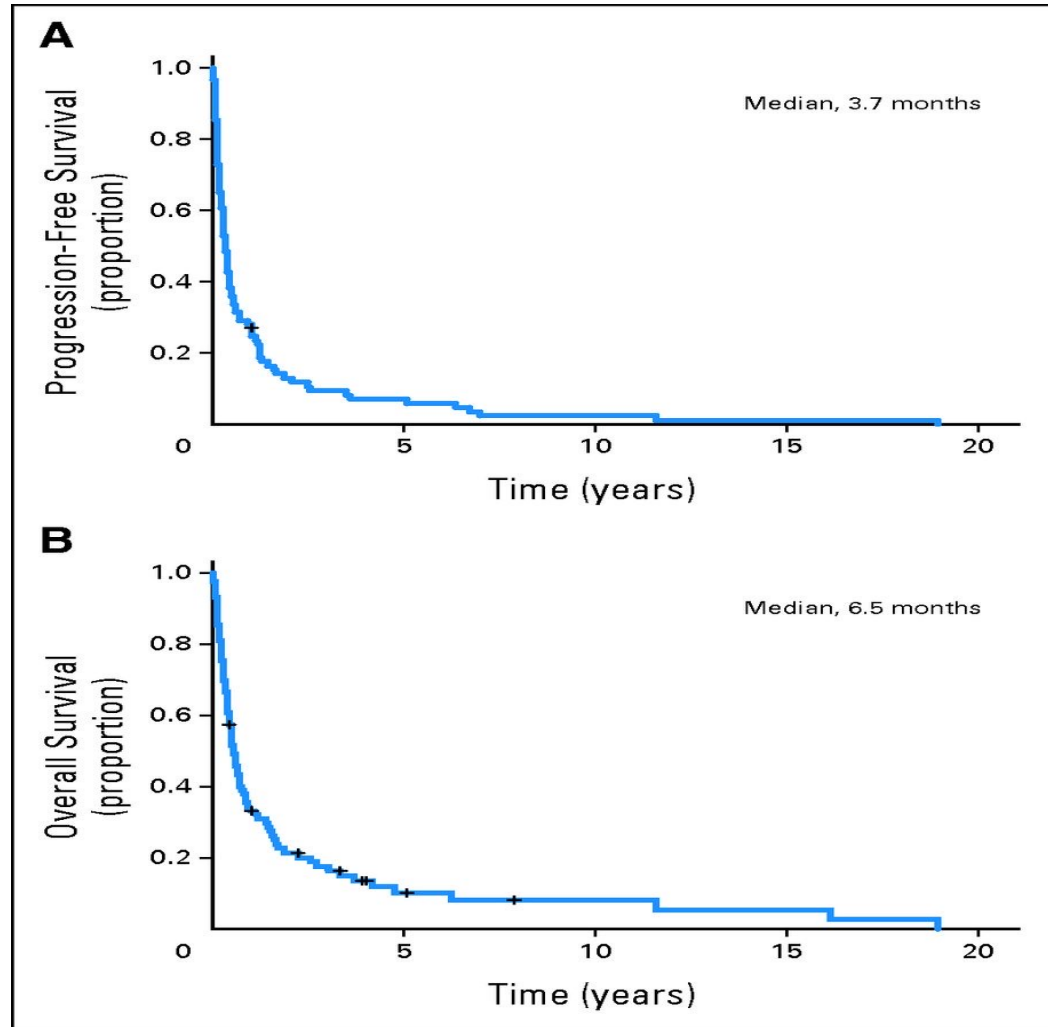 A
Progression-Free Survival
(proportion)
1.0
0.8
0.6
0.4
0.2
0
5
10
15
20
Median, 3.7 months
Time (years)
B
Overall Survival
(proportion)
1.0
0.8
0.6
0.4
0.2
0
5
10
15
20
Median, 6.5 months
Time (years)